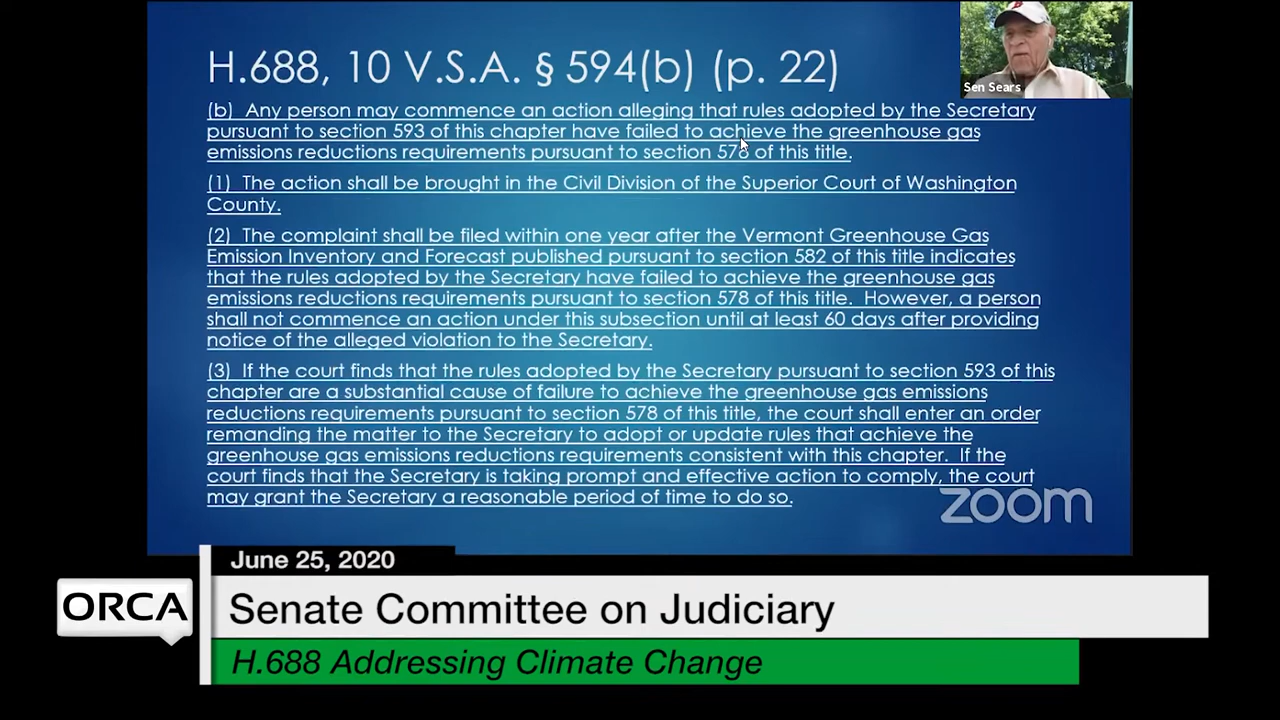 H.688, 10 V.S.A. § 594(b) (p. 22)
Sen Sears
(b) Any person may commence an action alleging that rules adopted by the Secretary
pursuant to section 593 of this chapter have failed to achieve the greenhouse gas
emissions reductions requirements pursuant to section 578 of this title.
(1) The action shall be brought in the Civil Division of the Superior Court of Washington
County.
(2) The complaint shall be filed within one year after the Vermont Greenhouse Gas
Emission Inventory and Forecast published pursuant to section 582 of this title indicates
that the rules adopted by the Secretary have failed to achieve the greenhouse gas
emissions reductions requirements pursuant to section 578 of this title. However, a person
shall not commence an action under this subsection until at least 60 days after providing
notice of the alleged violation to the Secretary.
(3) If the court finds that the rules adopted by the Secretary pursuant to section 593 of this
chapter are a substantial cause of failure to achieve the greenhouse gas emissions
reductions requirements pursuant to section 578 of this title, the court shall enter an order
remanding the matter to the Secretary to adopt or update rules that achieve the
greenhouse gas emissions reductions requirements consistent with this chapter. If the
court finds that the Secretary is taking prompt and effective action to comply, the court
may grant the Secretary a reasonable period of time to do so.
zoom
June 25, 2020
ORCA
Senate Committee on Judiciary
H.688 Addressing Climate Change